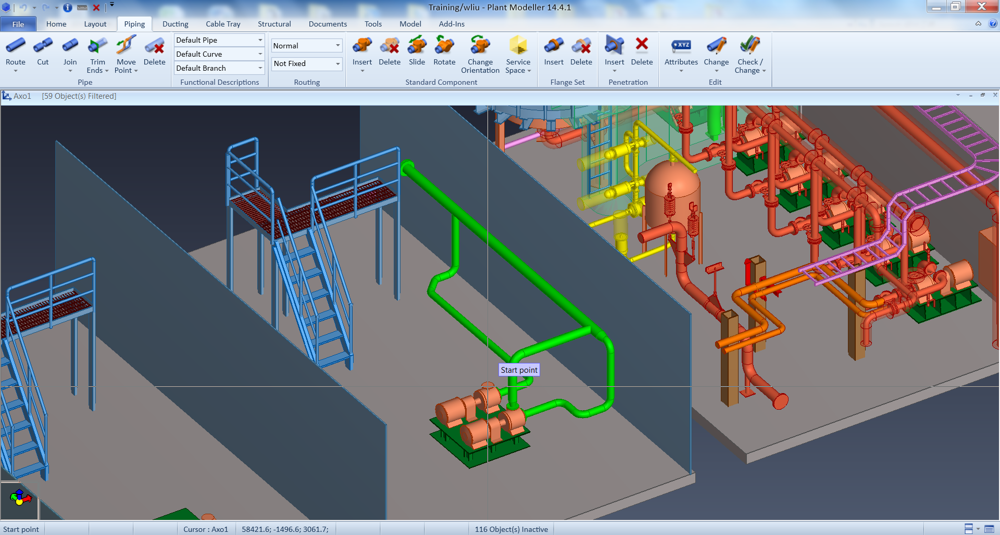 Training/wliu - Plant Modeller 14.4.1
File Home Layout Piping Ducting Cable Tray Structural Documents Tools Model Add-Ins
Route Cut Join Trim Ends Move Point Delete
Pipe
Default Pipe
Default Curve
Default Branch
Functional Descriptions
Normal
Not Fixed
Routing
Insert Delete Slide Rotate Change Orientation Service Space
Standard Component
Insert Delete
Flange Set
Insert Delete
Penetration
XYZ
Attributes Change Check / Change
Edit
Axo1 [59 Object(s) Filtered]
Start point
Start point Cursor : Axo1 58421.6; -1496.6; 3061.7; 116 Object(s) Inactive